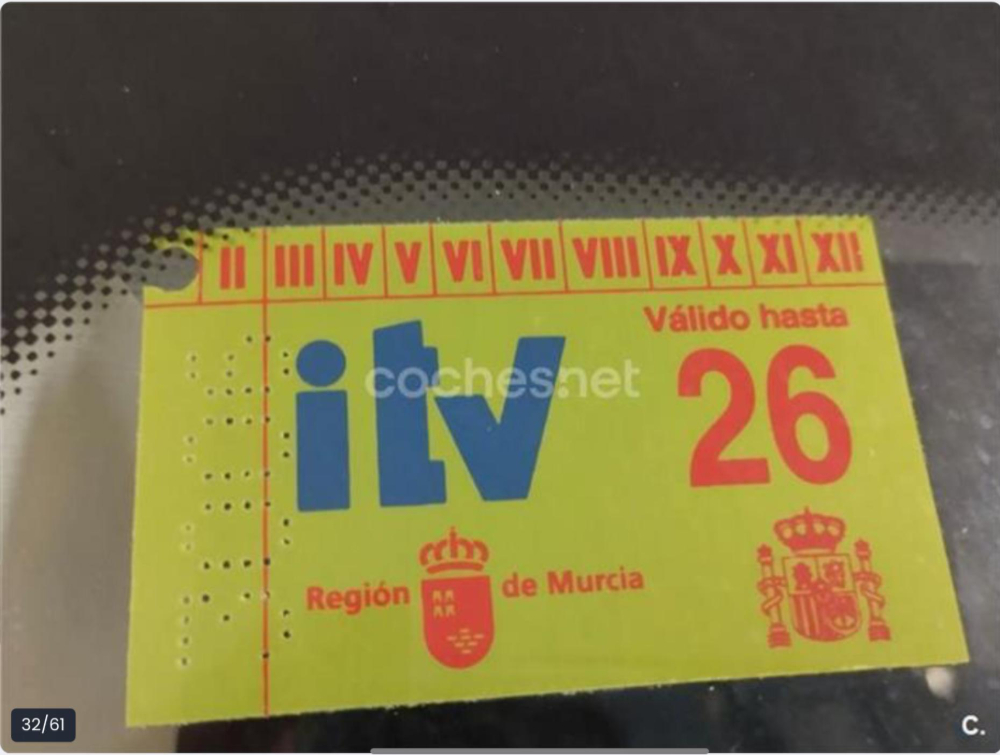 II III IV V VI VII VIII IX X XI XII
Válido hasta
itv
26
coches.net
Región de Murcia
32/61
C.